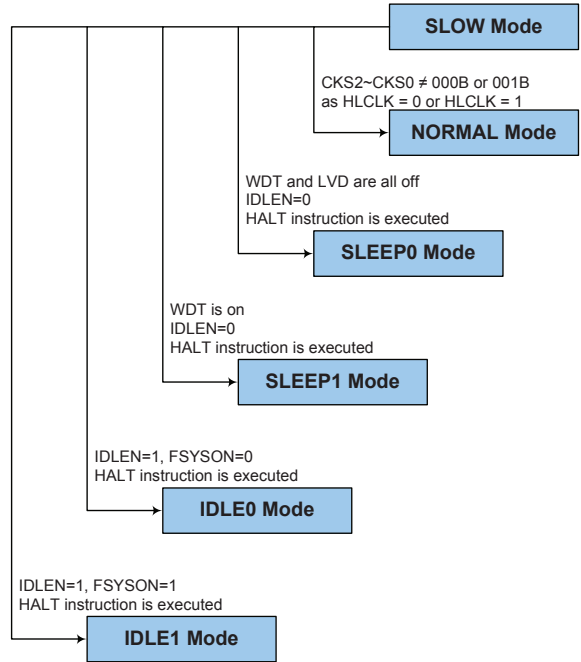 SLOW Mode
CKS2~CKS0 ≠ 000B or 001B
as HLCLK = 0 or HLCLK = 1
NORMAL Mode
WDT and LVD are all off
IDLEN=0
HALT instruction is executed
SLEEP0 Mode
WDT is on
IDLEN=0
HALT instruction is executed
SLEEP1 Mode
IDLEN=1, FSYSON=0
HALT instruction is executed
IDLE0 Mode
IDLEN=1, FSYSON=1
HALT instruction is executed
IDLE1 Mode